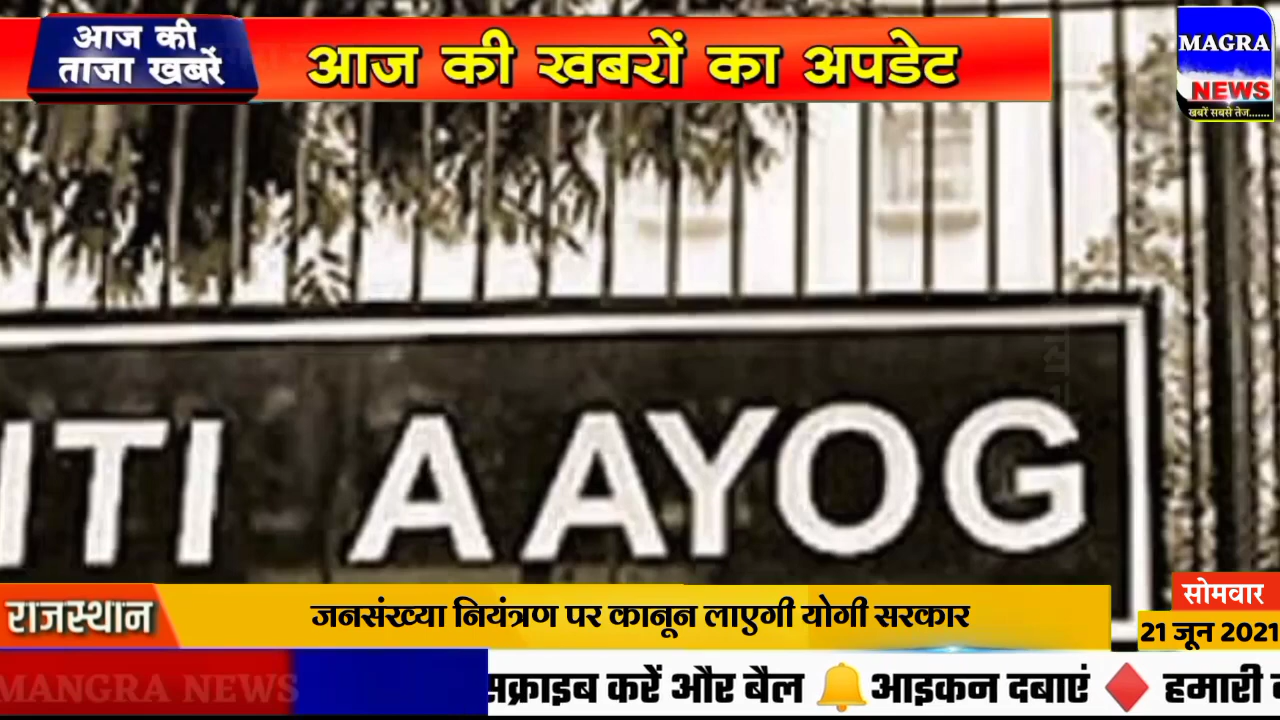 आज की
ताजा खबरें
आज की खबरों का अपडेट
MAGRA
NEWS
खबरें सबसे तेज.......
ITI AAYOG
राजस्थान
जनसंख्या नियंत्रण पर कानून लाएगी योगी सरकार
सोमवार
21 जून 2021
MANGRA NEWS
सक्राइब करें और बैल 🔔 आइकन दबाएं ♦ हमारी